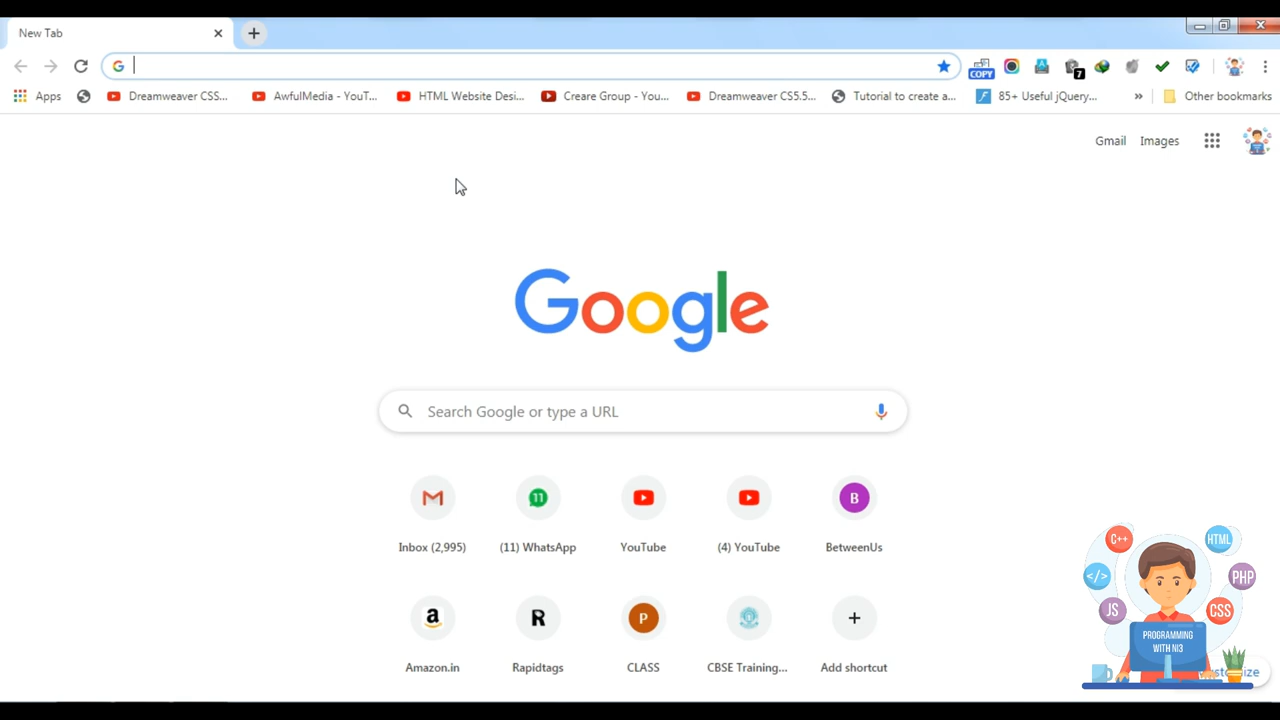 New Tab
COPY
7
Apps
Dreamweaver CSS...
AwfulMedia - YouT...
HTML Website Desi...
Creare Group - You...
Dreamweaver CS5.5...
Tutorial to create a...
85+ Useful jQuery...
»
Other bookmarks
Gmail
Images
Google
Search Google or type a URL
11
B
Inbox (2,995)
(11) WhatsApp
YouTube
(4) YouTube
BetweenUs
a
R
P
Amazon.in
Rapidtags
CLASS
CBSE Training...
Add shortcut
C++
HTML
</>
PHP
JS
CSS
PROGRAMMING
WITH NI3